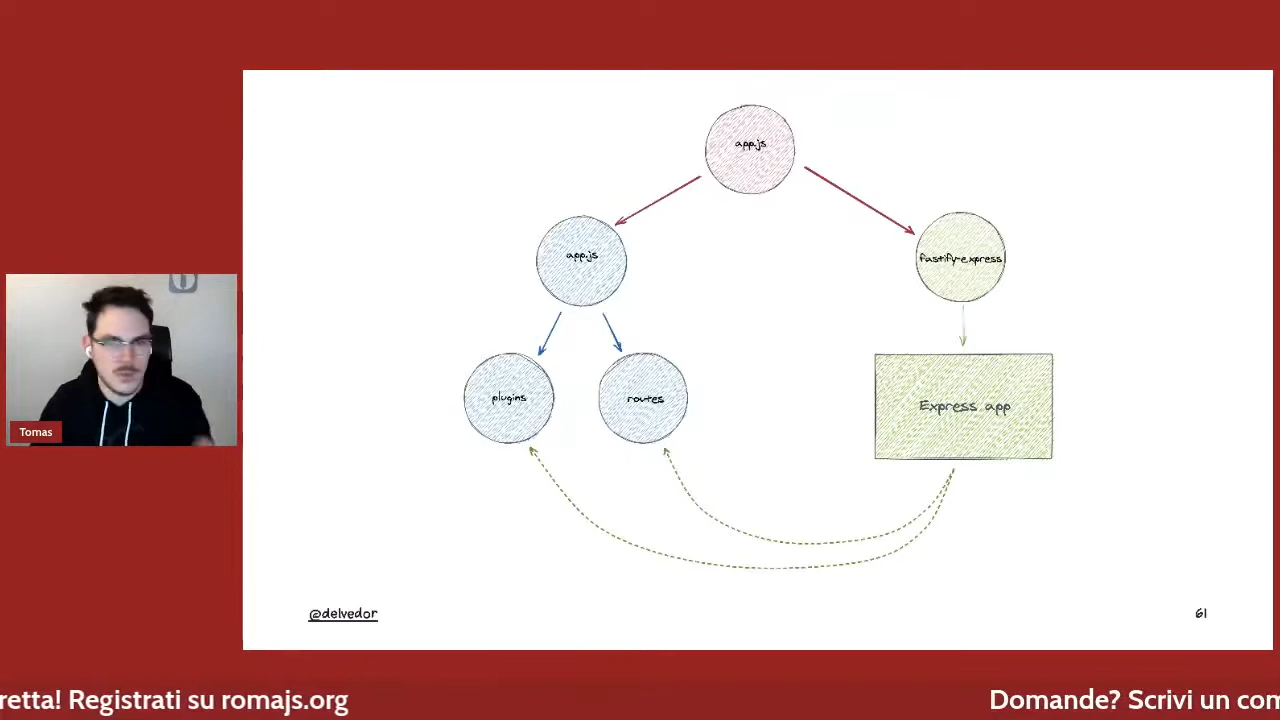 app.js
app.js
fastify-express
plugins
routes
Express app
Tomas
@delvedor
61
retta! Registrati su romajs.org
Domande? Scrivi un com